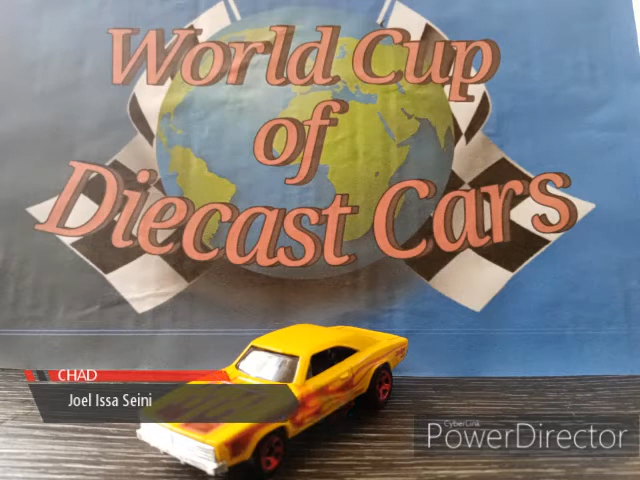 World Cup
of
Diecast Cars
CHAD
Joel Issa Seini
CyberLink
PowerDirector